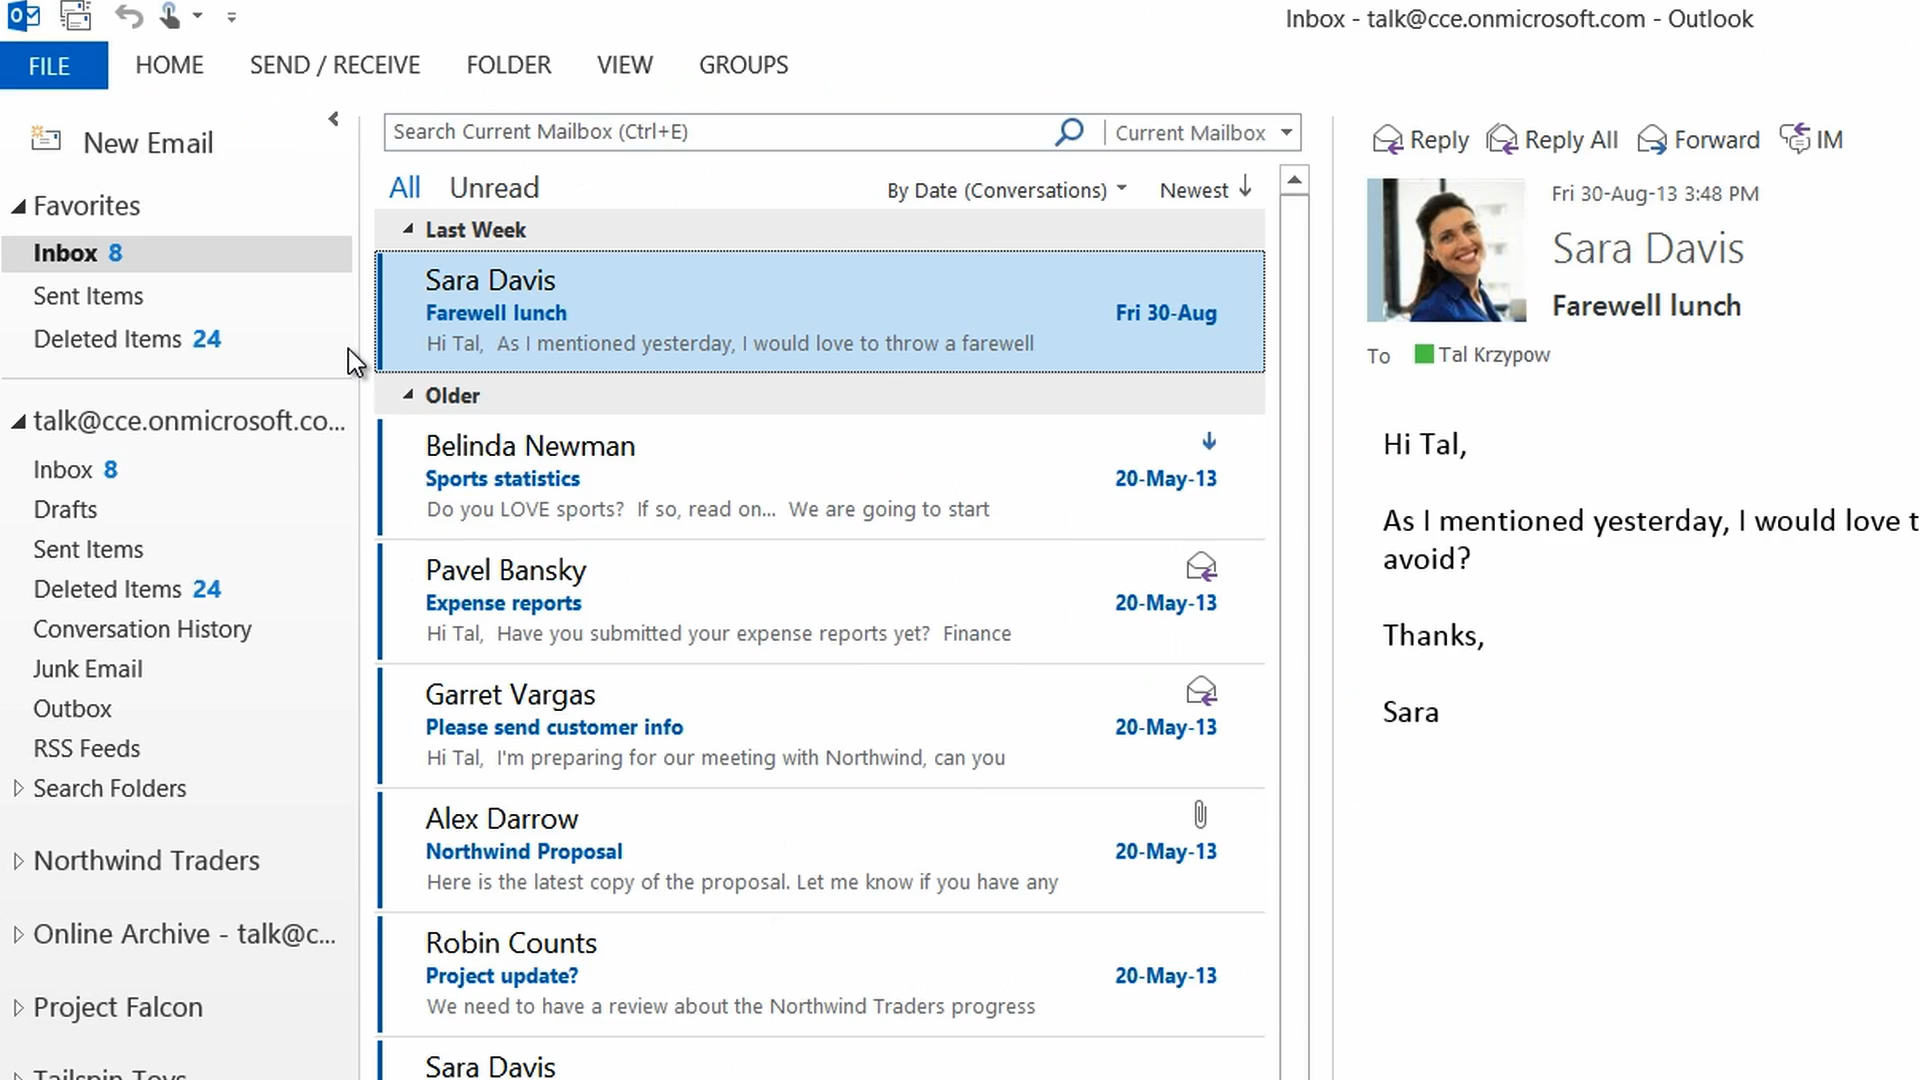 Inbox - talk@cce.onmicrosoft.com - Outlook
FILE HOME SEND / RECEIVE FOLDER VIEW GROUPS
New Email
Favorites
Inbox 8
Sent Items
Deleted Items 24
talk@cce.onmicrosoft.co...
Inbox 8
Drafts
Sent Items
Deleted Items 24
Conversation History
Junk Email
Outbox
RSS Feeds
Search Folders
Northwind Traders
Online Archive - talk@c...
Project Falcon
Tailspin Toys
Search Current Mailbox (Ctrl+E) Current Mailbox
All Unread By Date (Conversations) Newest
Last Week
Sara Davis
Farewell lunch Fri 30-Aug
Hi Tal, As I mentioned yesterday, I would love to throw a farewell
Older
Belinda Newman
Sports statistics 20-May-13
Do you LOVE sports? If so, read on... We are going to start
Pavel Bansky
Expense reports 20-May-13
Hi Tal, Have you submitted your expense reports yet? Finance
Garret Vargas
Please send customer info 20-May-13
Hi Tal, I'm preparing for our meeting with Northwind, can you
Alex Darrow
Northwind Proposal 20-May-13
Here is the latest copy of the proposal. Let me know if you have any
Robin Counts
Project update? 20-May-13
We need to have a review about the Northwind Traders progress
Sara Davis
Reply Reply All Forward IM
Fri 30-Aug-13 3:48 PM
Sara Davis
Farewell lunch
To Tal Krzypow
Hi Tal,
As I mentioned yesterday, I would love t
avoid?
Thanks,
Sara